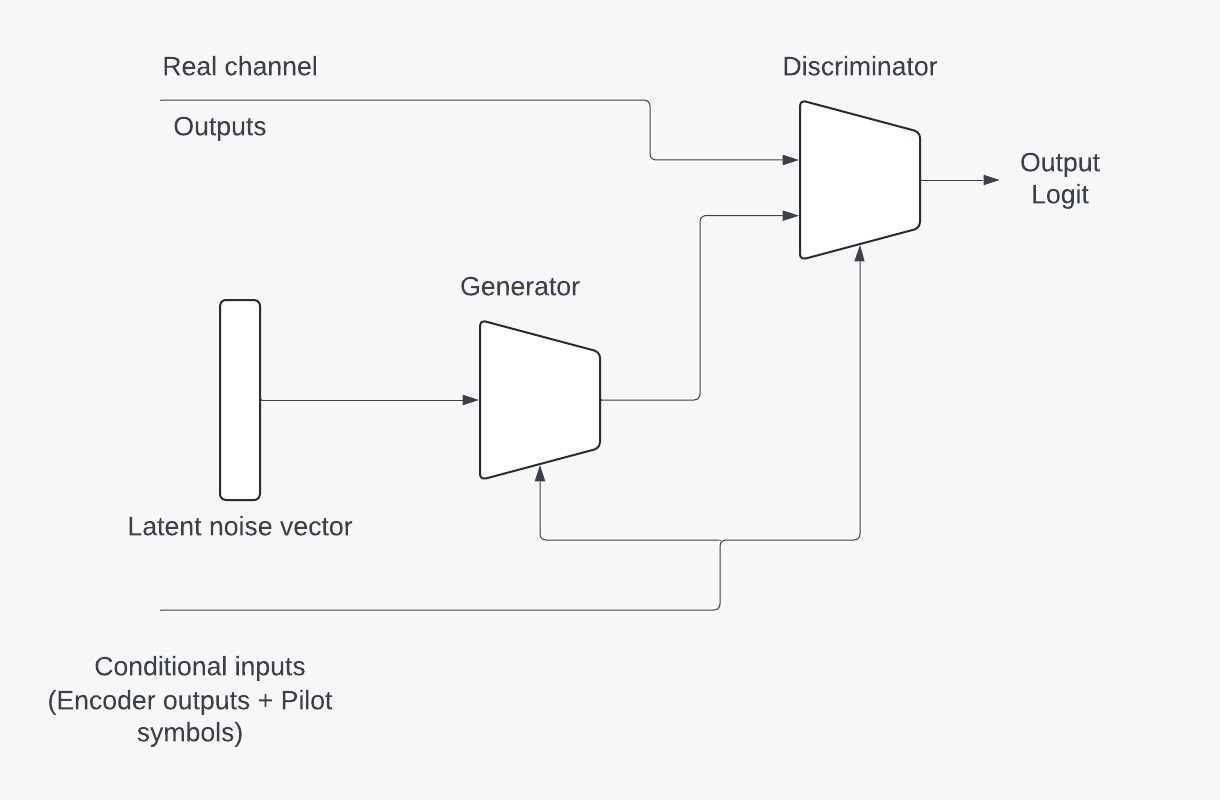 Real channel
Outputs
Discriminator
Output
Logit
Generator
Latent noise vector
Conditional inputs
(Encoder outputs + Pilot
symbols)